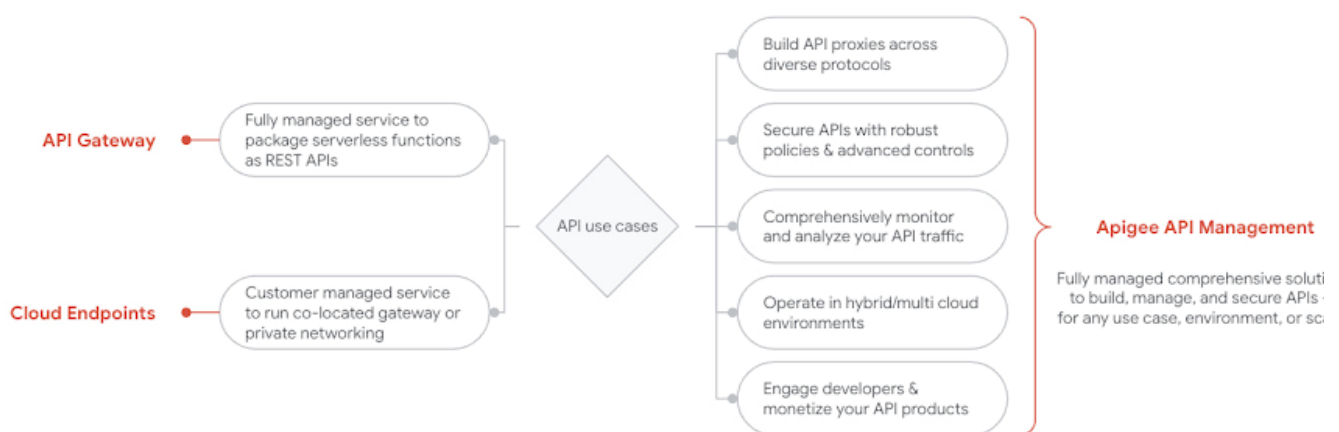 API Gateway
Fully managed service to
package serverless functions
as REST APIs
Cloud Endpoints
Customer managed service
to run co-located gateway or
private networking
API use cases
Build API proxies across
diverse protocols
Secure APIs with robust
policies & advanced controls
Comprehensively monitor
and analyze your API traffic
Operate in hybrid/multi cloud
environments
Engage developers &
monetize your API products
Apigee API Management
Fully managed comprehensive
to build, manage, and secure APIs
for any use case, environment, or